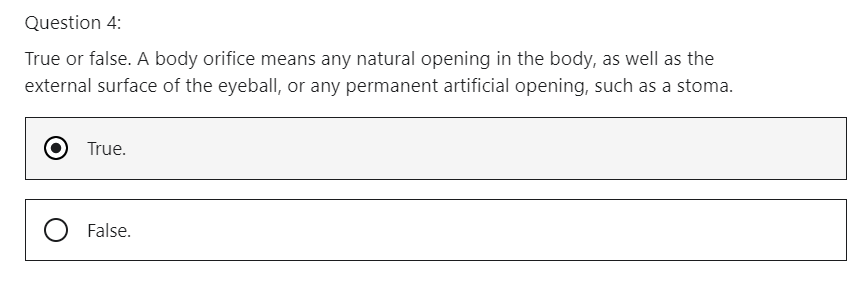 Question 4:
True or false. A body orifice means any natural opening in the body, as well as the
external surface of the eyeball, or any permanent artificial opening, such as a stoma.
True.
False.